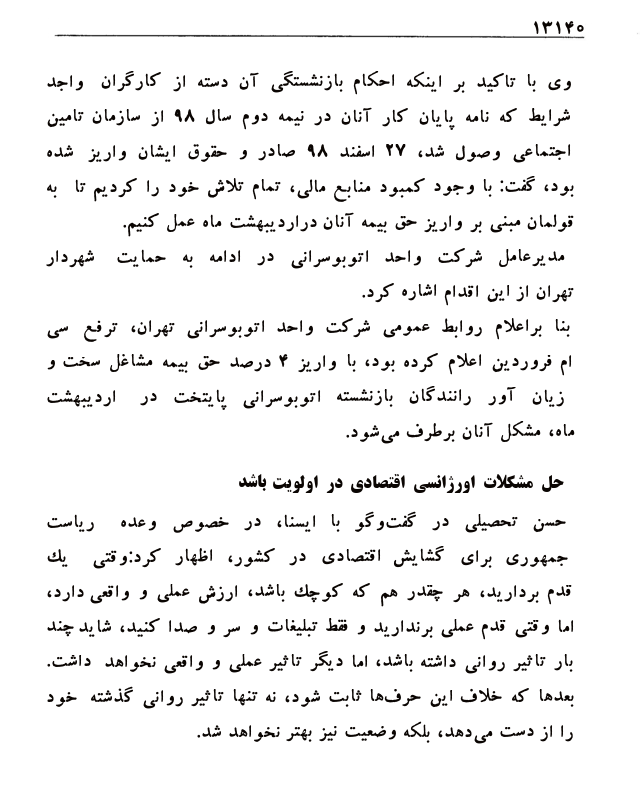 ۱۳۱۴۰
وی با تاکید بر اینکه احکام بازنشستگی آن دسته از کارگران واجد
شرایط که نامه پایان کار آنان در نیمه دوم سال ۹۸ از سازمان تامین
اجتماعی وصول شد، ۲۷ اسفند ۹۸ صادر و حقوق ایشان واریز شده
بود، گفت: با وجود کمبود منابع مالی، تمام تلاش خود را کردیم تا به
قولمان مبنی بر واریز حق بیمه آنان دراردیبهشت ماه عمل کنیم.
مدیرعامل شرکت واحد اتوبوسرانی در ادامه به حمایت شهردار
تهران از این اقدام اشاره کرد.
بنا براعلام روابط عمومی شرکت واحد اتوبوسرانی تهران، ترفع سی
ام فروردین اعلام کرده بود، با واریز ۴ درصد حق بیمه مشاغل سخت و
زیان آور رانندگان بازنشسته اتوبوسرانی پایتخت در اردیبهشت
ماه، مشکل آنان برطرف می‌شود.
حل مشکلات اورژانسی اقتصادی در اولویت باشد
حسن تحصیلی در گفت‌وگو با ایسنا، در خصوص وعده ریاست
جمهوری برای گشایش اقتصادی در کشور، اظهار کرد:وقتی یك
قدم بردارید، هر چقدر هم که کوچك باشد، ارزش عملی و واقعی دارد،
اما وقتی قدم عملی برندارید و فقط تبلیغات و سر و صدا کنید، شاید چند
بار تاثیر روانی داشته باشد، اما دیگر تاثیر عملی و واقعی نخواهد داشت.
بعدها که خلاف این حرف‌ها ثابت شود، نه تنها تاثیر روانی گذشته خود
را از دست می‌دهد، بلکه وضعیت نیز بهتر نخواهد شد.